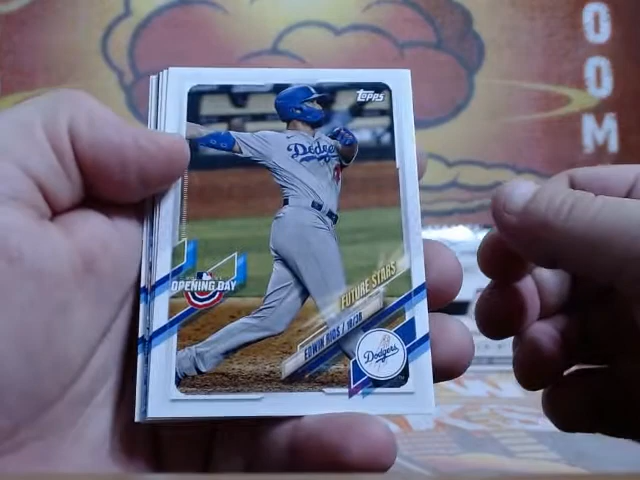 OOM
Topps
Dodgers
OPENING DAY
FUTURE STARS
EDWIN RIOS / 1B/3B
Dodgers